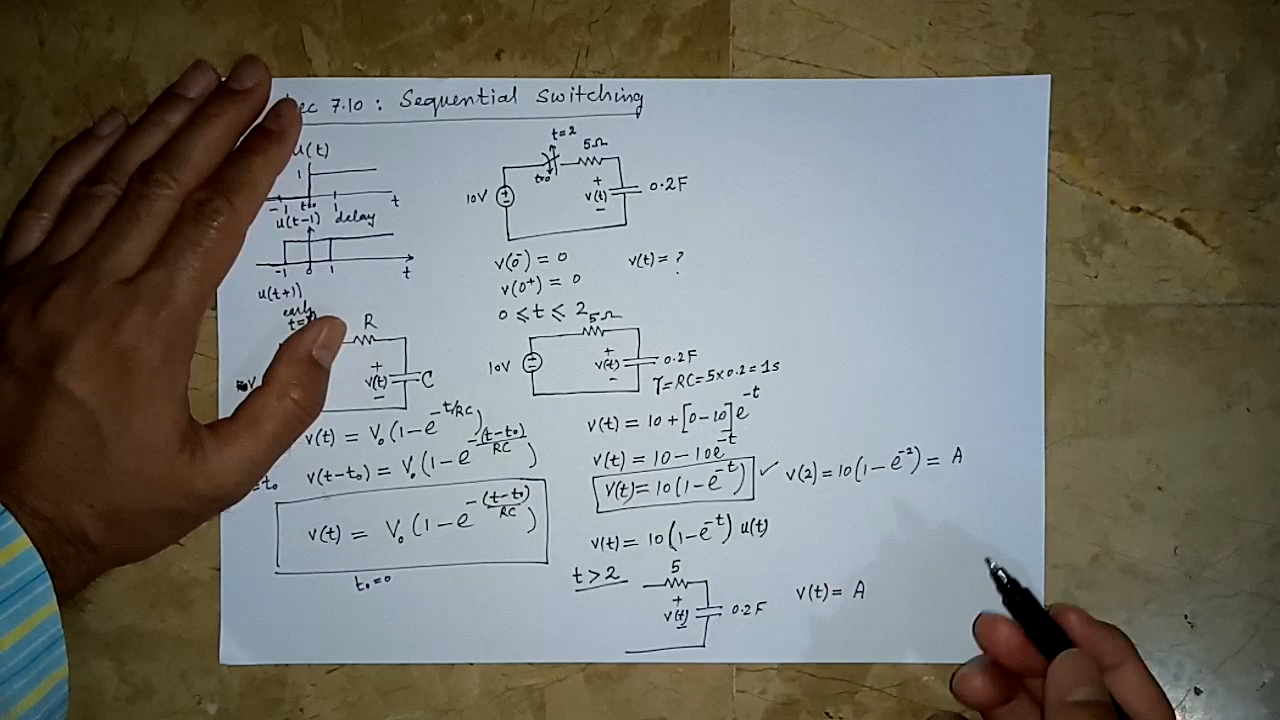 Lec 7.10 : Sequential Switching
u(t)
1
-1 1 t
u(t-1) delay
-1 0 1 t
u(t+1)
early
R
+
v(t) C
-
v(t) = V₀(1-e^{-t/RC})
v(t-t₀) = V₀(1-e^{-(t-t₀)/RC})
v(t) = V₀(1-e^{-(t-t₀)/RC})
t₀=0
t=2
t=0
5Ω
10V
+
v(t)
-
0.2F
v(0⁻) = 0 v(t) = ?
v(0⁺) = 0
0 ⩽ t ⩽ 2
5Ω
10V
+
v(t)
-
0.2F
τ=RC=5×0.2=1s
v(t) = 10+[0-10]e^{-t}
v(t) = 10-10e^{-t}
v(t)=10(1-e^{-t}) ✓ v(2)=10(1-e^{-2})= A
v(t)= 10(1-e^{-t}) u(t)
t>2
5
+
v(t)
-
0.2F
v(t)= A